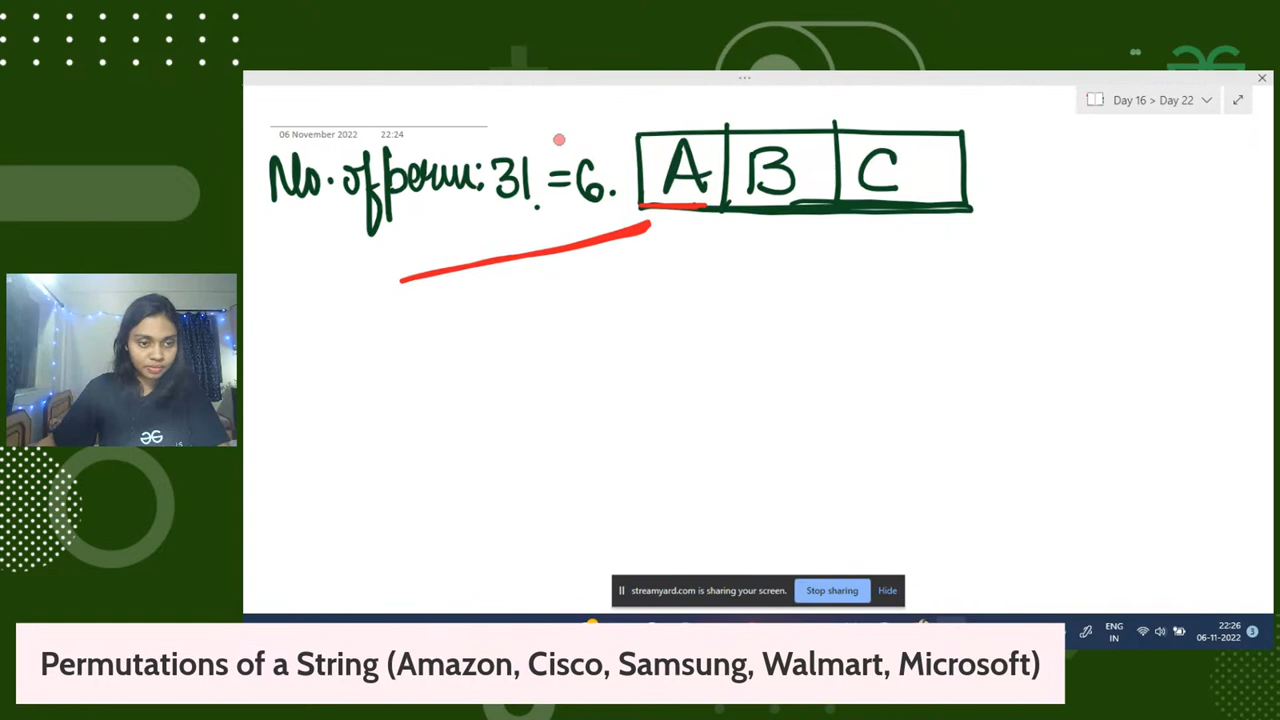 Day 16 > Day 22
06 November 2022 22:24
No. of perm: 3! = 6. A B C
streamyard.com is sharing your screen. Stop sharing Hide
ENG
IN
22:26
06-11-2022
3
Permutations of a String (Amazon, Cisco, Samsung, Walmart, Microsoft)